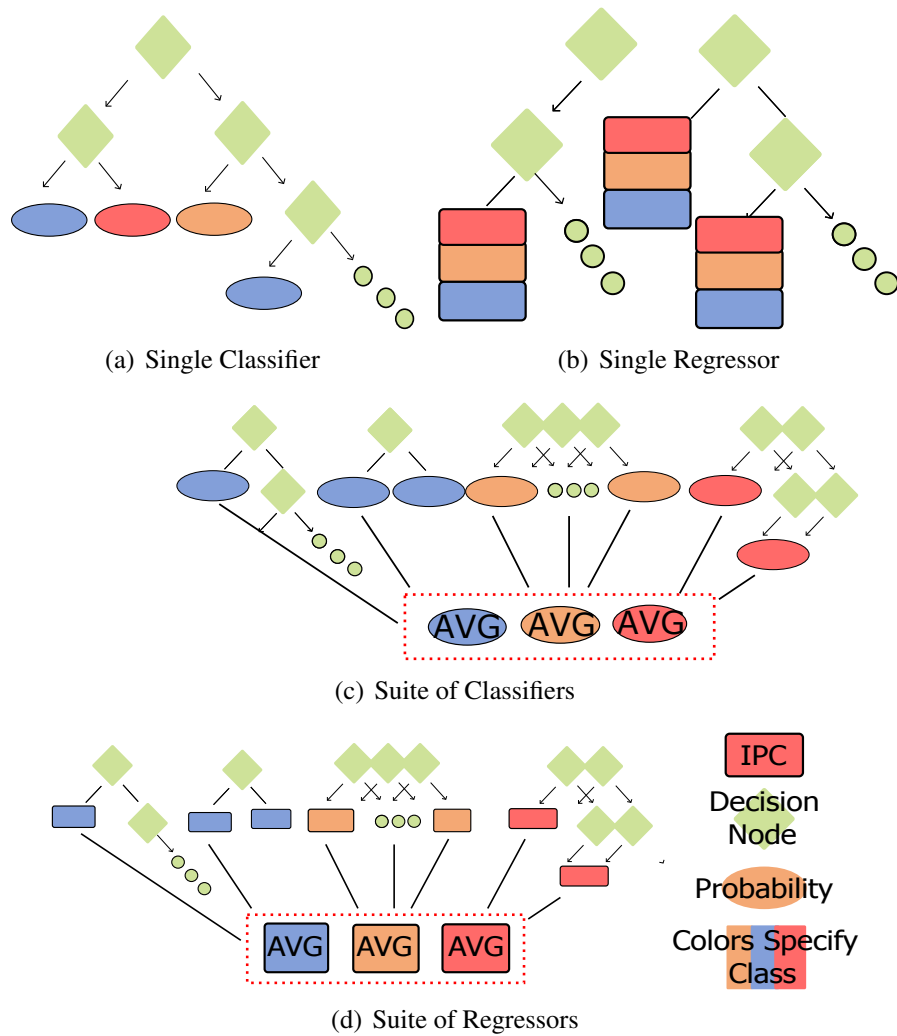 (a) Single Classifier
(b) Single Regressor
AVG AVG AVG
(c) Suite of Classifiers
IPC
Decision
Node
Probability
Colors Specify
Class
AVG AVG AVG
(d) Suite of Regressors